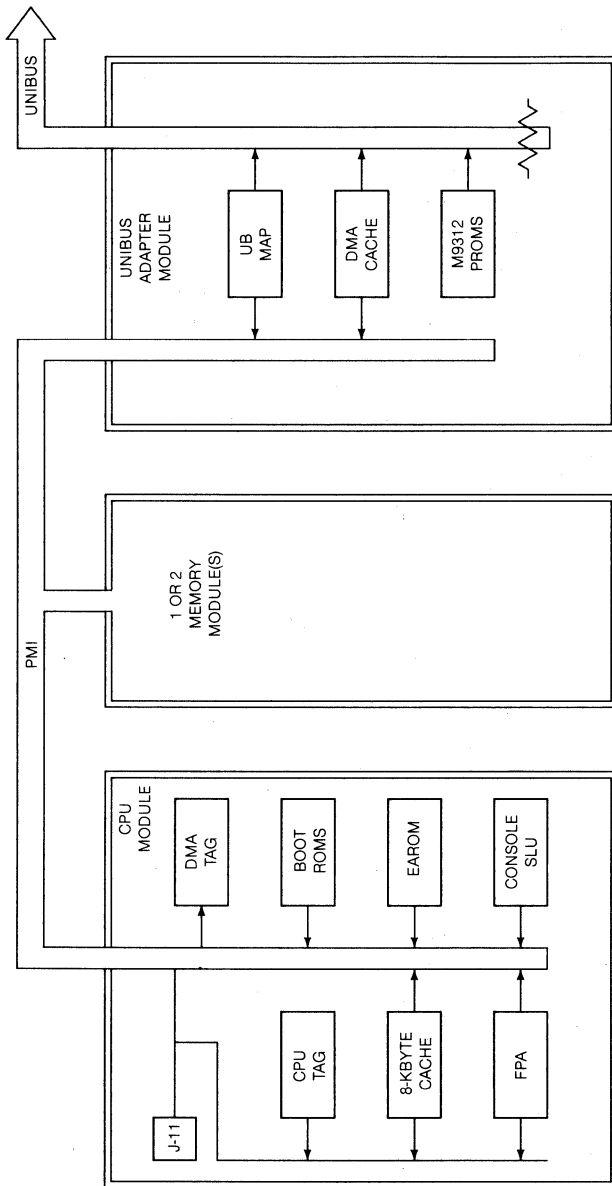 CPU
MODULE
J-11
DMA
TAG
CPU
TAG
BOOT
ROMS
8-KBYTE
CACHE
EAROM
FPA
CONSOLE
SLU
PMI
1 OR 2
MEMORY
MODULE(S)
UNIBUS
ADAPTER
MODULE
UNIBUS
UB
MAP
DMA
CACHE
M9312
PROMS